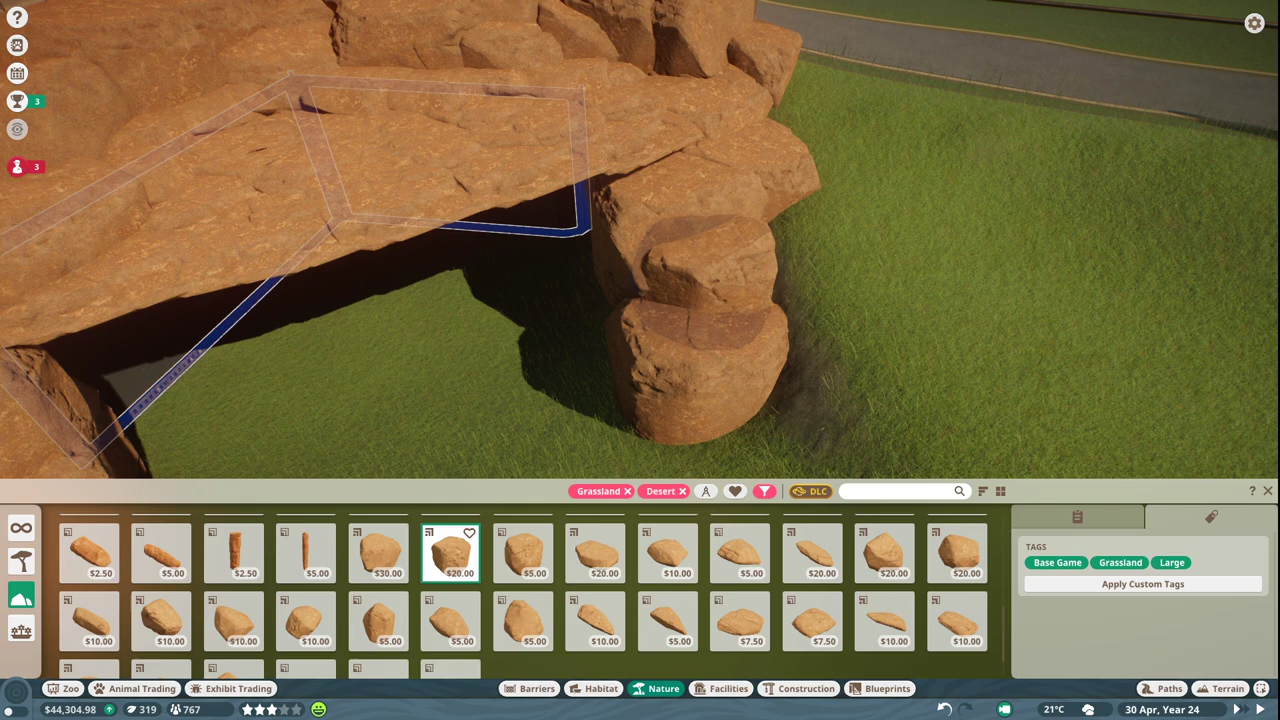 ?
3
3
Grassland ×
Desert ×
DLC
? ×
$2.50
$5.00
$2.50
$5.00
$30.00
$20.00
$5.00
$20.00
$10.00
$5.00
$20.00
$20.00
$20.00
$10.00
$10.00
$10.00
$10.00
$5.00
$5.00
$5.00
$10.00
$5.00
$7.50
$7.50
$10.00
$10.00
TAGS
Base Game Grassland Large
Apply Custom Tags
Zoo
Animal Trading
Exhibit Trading
Barriers
Habitat
Nature
Facilities
Construction
Blueprints
Paths
Terrain
$44,304.98
319
767
21°C
30 Apr, Year 24